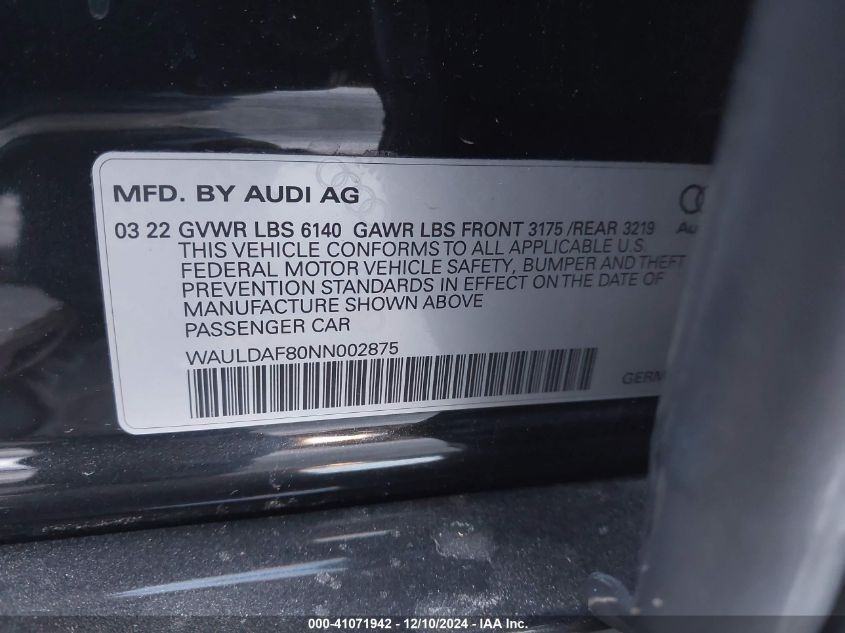 MFD. BY AUDI AG
03 22 GVWR LBS 6140 GAWR LBS FRONT 3175 /REAR 3219
THIS VEHICLE CONFORMS TO ALL APPLICABLE U.S.
FEDERAL MOTOR VEHICLE SAFETY, BUMPER AND THEFT
PREVENTION STANDARDS IN EFFECT ON THE DATE OF
MANUFACTURE SHOWN ABOVE
PASSENGER CAR
WAULDAF80NN002875
000-41071942 - 12/10/2024 - IAA Inc.